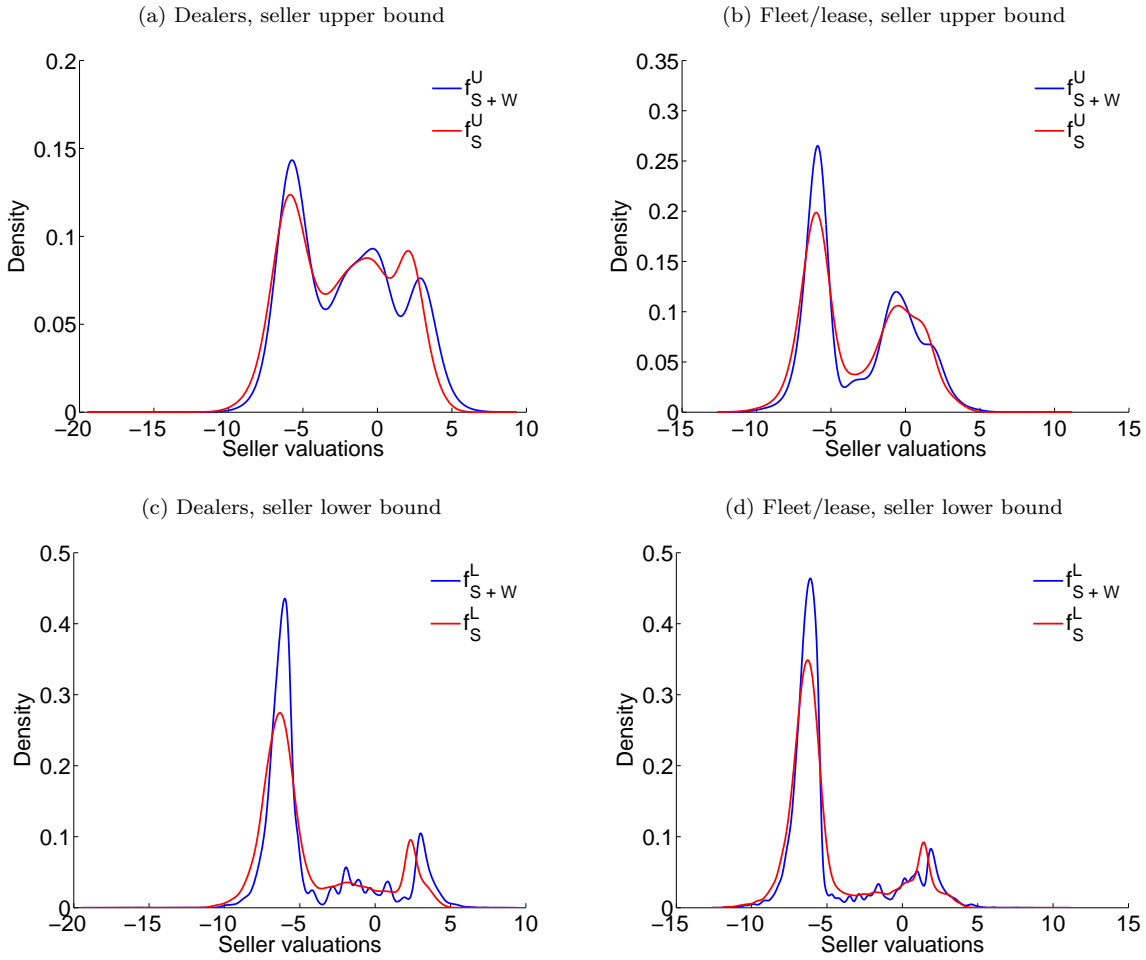 (a) Dealers, seller upper bound
0.2
0.15
0.1
0.05
0
Density
−20 −15 −10 −5 0 5 10
Seller valuations
f^U_{S + W}
f^U_S
(b) Fleet/lease, seller upper bound
0.35
0.3
0.25
0.2
0.15
0.1
0.05
0
Density
−15 −10 −5 0 5 10 15
Seller valuations
f^U_{S + W}
f^U_S
(c) Dealers, seller lower bound
0.5
0.4
0.3
0.2
0.1
0
Density
−20 −15 −10 −5 0 5 10
Seller valuations
f^L_{S + W}
f^L_S
(d) Fleet/lease, seller lower bound
0.5
0.4
0.3
0.2
0.1
0
Density
−15 −10 −5 0 5 10 15
Seller valuations
f^L_{S + W}
f^L_S